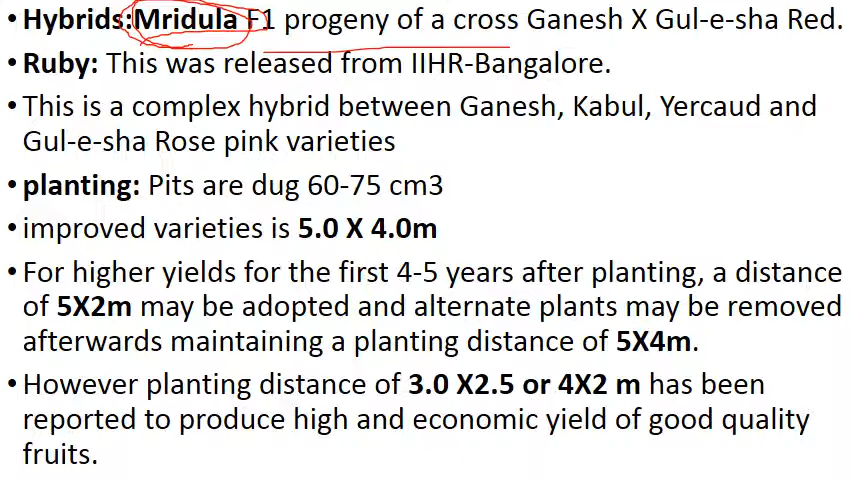 •Hybrids:Mridula F1 progeny of a cross Ganesh X Gul-e-sha Red.
•Ruby: This was released from IIHR-Bangalore.
•This is a complex hybrid between Ganesh, Kabul, Yercaud and
Gul-e-sha Rose pink varieties
•planting: Pits are dug 60-75 cm3
•improved varieties is 5.0 X 4.0m
•For higher yields for the first 4-5 years after planting, a distance
of 5X2m may be adopted and alternate plants may be removed
afterwards maintaining a planting distance of 5X4m.
•However planting distance of 3.0 X2.5 or 4X2 m has been
reported to produce high and economic yield of good quality
fruits.